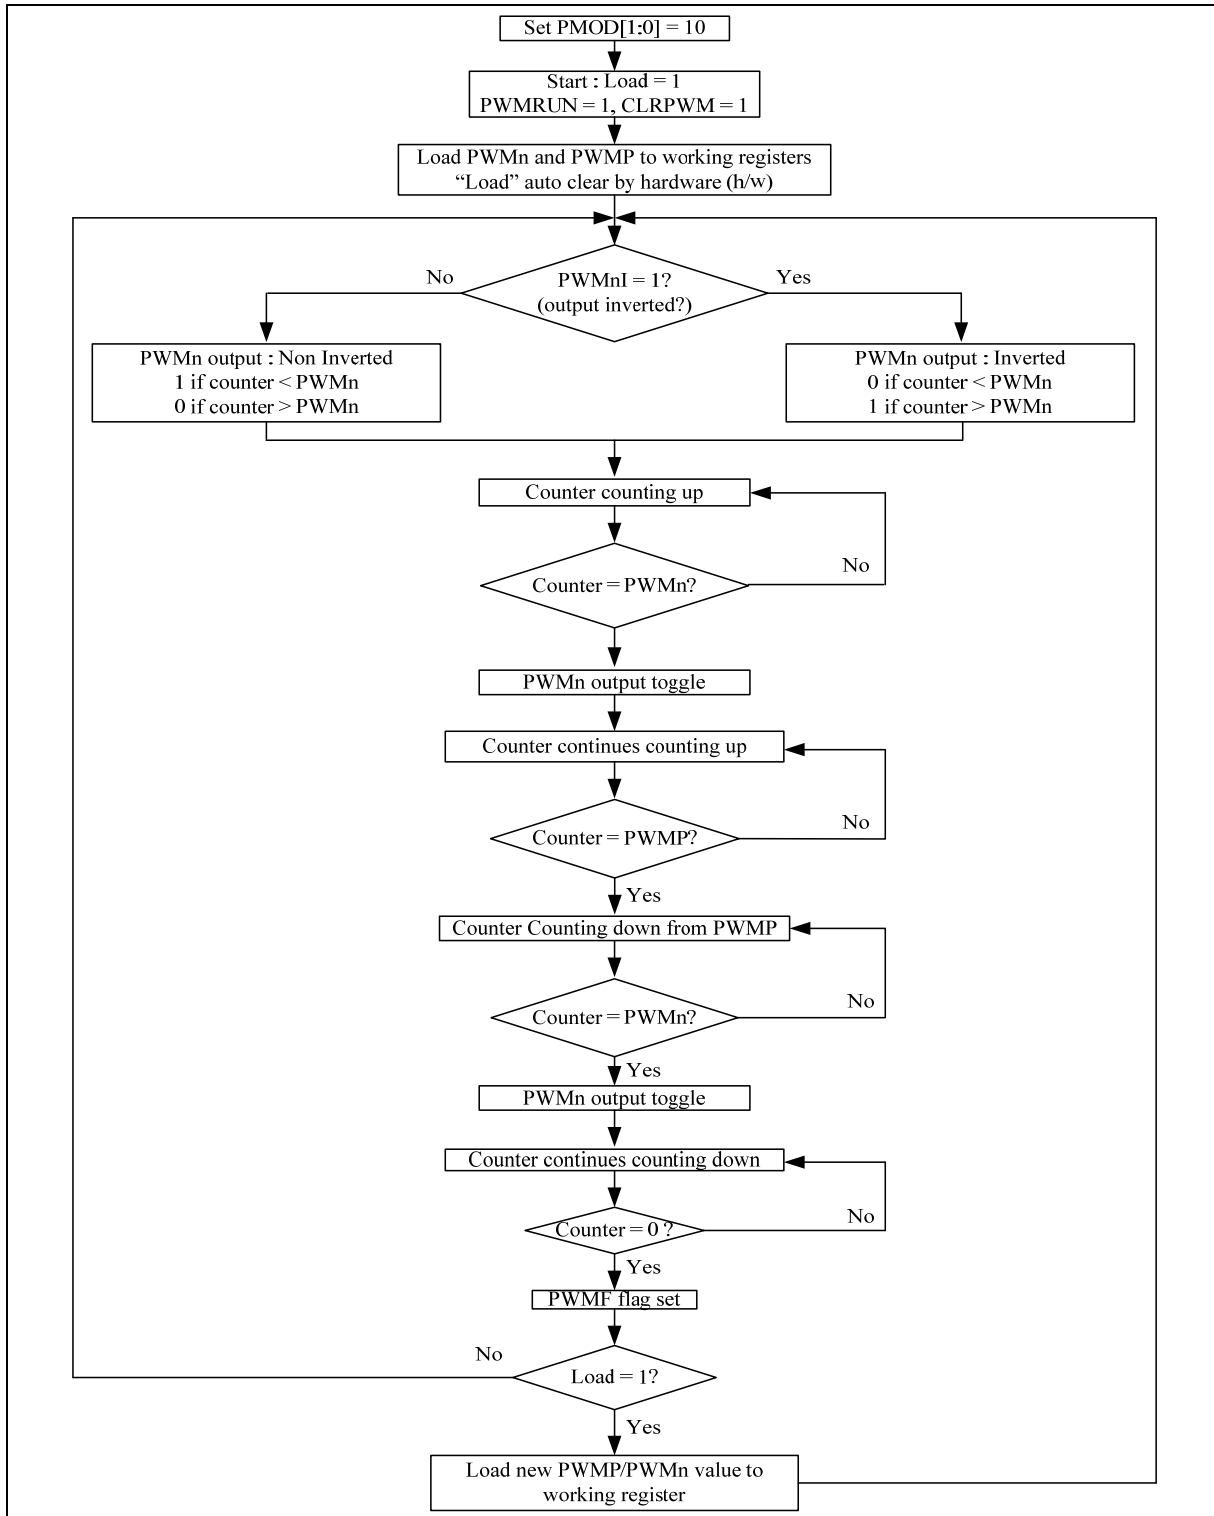 Set PMOD[1:0] = 10
Start : Load = 1
PWMRUN = 1, CLRPWM = 1
Load PWMn and PWMP to working registers
“Load” auto clear by hardware (h/w)
No
PWMnI = 1?
(output inverted?)
Yes
PWMn output : Non Inverted
1 if counter < PWMn
0 if counter > PWMn
PWMn output : Inverted
0 if counter < PWMn
1 if counter > PWMn
Counter counting up
Counter = PWMn?
No
PWMn output toggle
Counter continues counting up
Counter = PWMP?
No
Yes
Counter Counting down from PWMP
Counter = PWMn?
No
Yes
PWMn output toggle
Counter continues counting down
Counter = 0 ?
No
Yes
PWMF flag set
No
Load = 1?
Yes
Load new PWMP/PWMn value to
working register